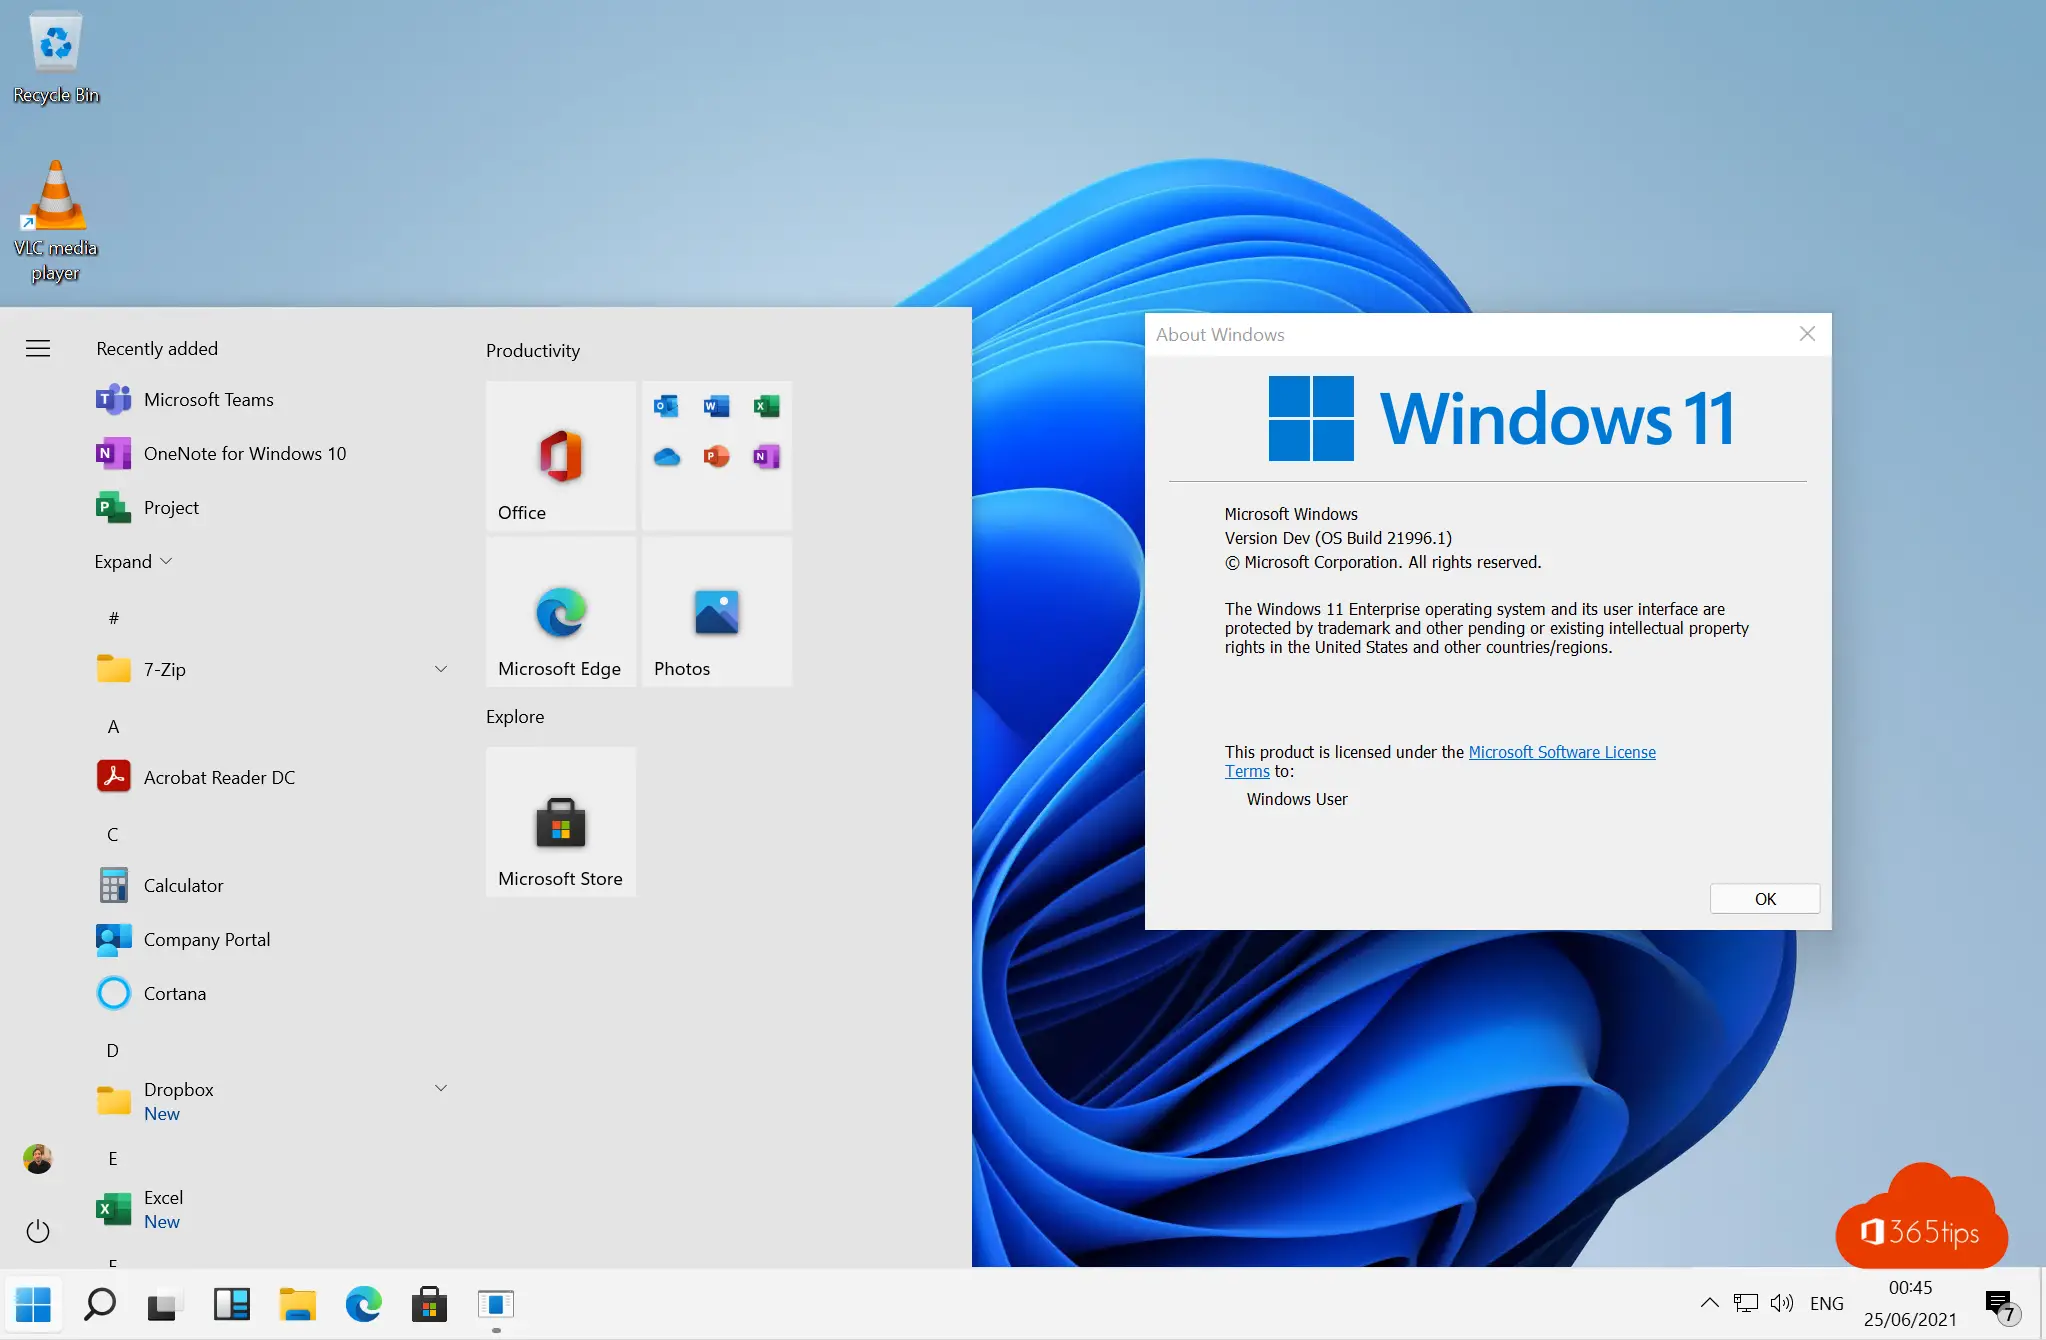 Recycle Bin
VLC media
player
Recently added
Microsoft Teams
OneNote for Windows 10
Project
Expand
#
7-Zip
A
Acrobat Reader DC
C
Calculator
Company Portal
Cortana
D
Dropbox
New
E
Excel
New
Productivity
Office
Microsoft Edge
Photos
Explore
Microsoft Store
About Windows
Windows 11
Microsoft Windows
Version Dev (OS Build 21996.1)
© Microsoft Corporation. All rights reserved.
The Windows 11 Enterprise operating system and its user interface are
protected by trademark and other pending or existing intellectual property
rights in the United States and other countries/regions.
This product is licensed under the Microsoft Software License
Terms to:
Windows User
OK
365tips
ENG
00:45
25/06/2021
7